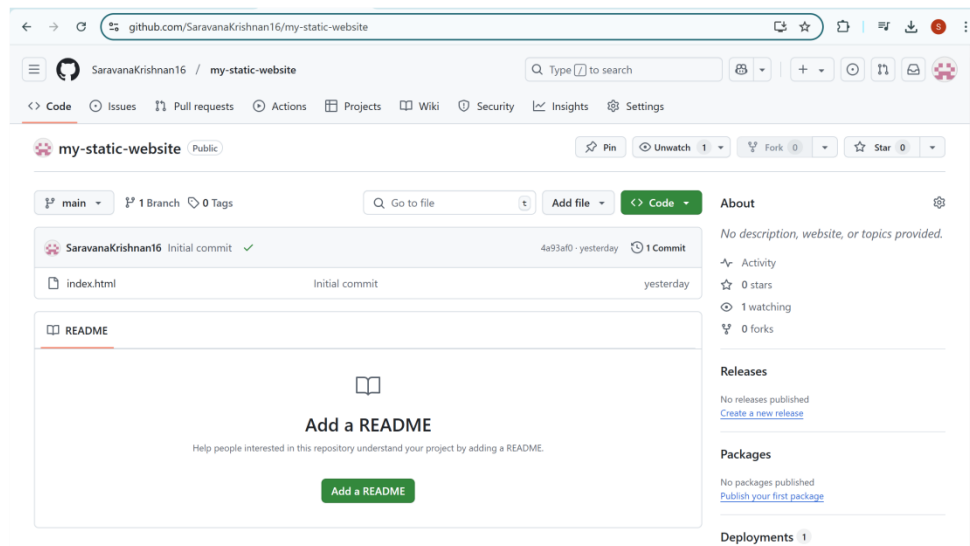 github.com/SaravanaKrishnan16/my-static-website
S
SaravanaKrishnan16 / my-static-website
Type / to search
Code Issues Pull requests Actions Projects Wiki Security Insights Settings
my-static-website Public
Pin Unwatch 1 Fork 0 Star 0
main 1 Branch 0 Tags Go to file t Add file Code
SaravanaKrishnan16 Initial commit 4a93af0 · yesterday 1 Commit
index.html Initial commit yesterday
README
Add a README
Help people interested in this repository understand your project by adding a README.
Add a README
About
No description, website, or topics provided.
Activity
0 stars
1 watching
0 forks
Releases
No releases published
Create a new release
Packages
No packages published
Publish your first package
Deployments 1